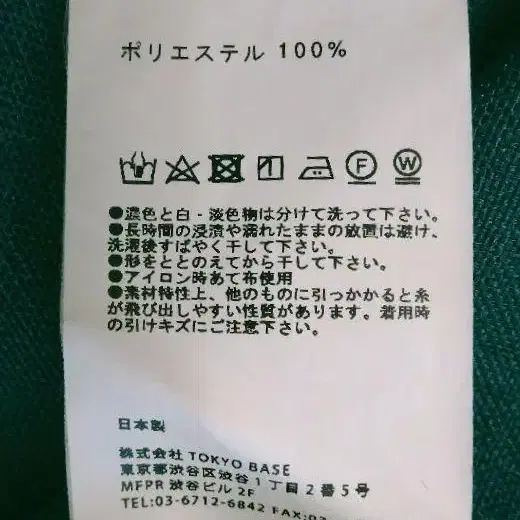 ポリエステル 100%
F W
●濃色と白・淡色物は分けて洗って下さい。
●長時間の浸漬や濡れたままの放置は避け、
洗濯後すばやく干して下さい。
●形をととのえてから干して下さい。
●アイロン時あて布使用
●素材特性上、他のものに引っかかると糸
が飛び出しやすい性質があります。着用時
の引けキズにご注意下さい。
日本製
株式会社 TOKYO BASE
東京都渋谷区渋谷1丁目2番5号
MFPR 渋谷ビル 2F
TEL:03-6712-6842 FAX:03